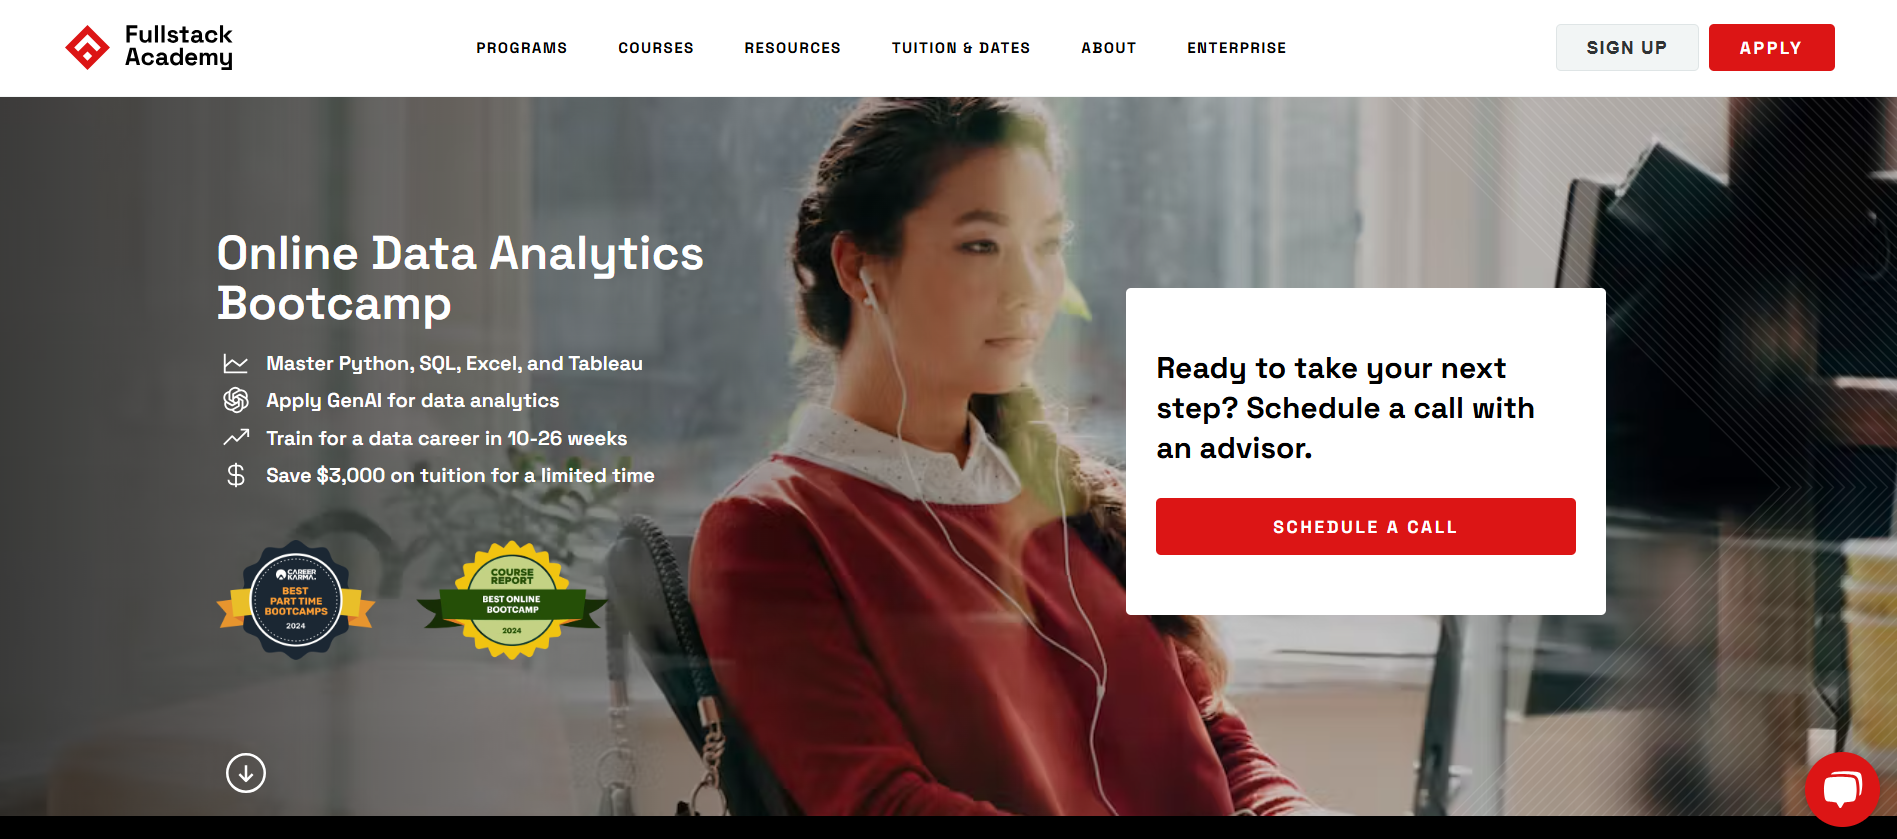 Fullstack
Academy
PROGRAMS
COURSES
RESOURCES
TUITION & DATES
ABOUT
ENTERPRISE
SIGN UP
APPLY
Online Data Analytics
Bootcamp
Master Python, SQL, Excel, and Tableau
Apply GenAI for data analytics
Train for a data career in 10-26 weeks
Save $3,000 on tuition for a limited time
CAREER
KARMA.
BEST
PART TIME
BOOTCAMPS
2024
COURSE
REPORT
BEST ONLINE
BOOTCAMP
2024
Ready to take your next
step? Schedule a call with
an advisor.
SCHEDULE A CALL